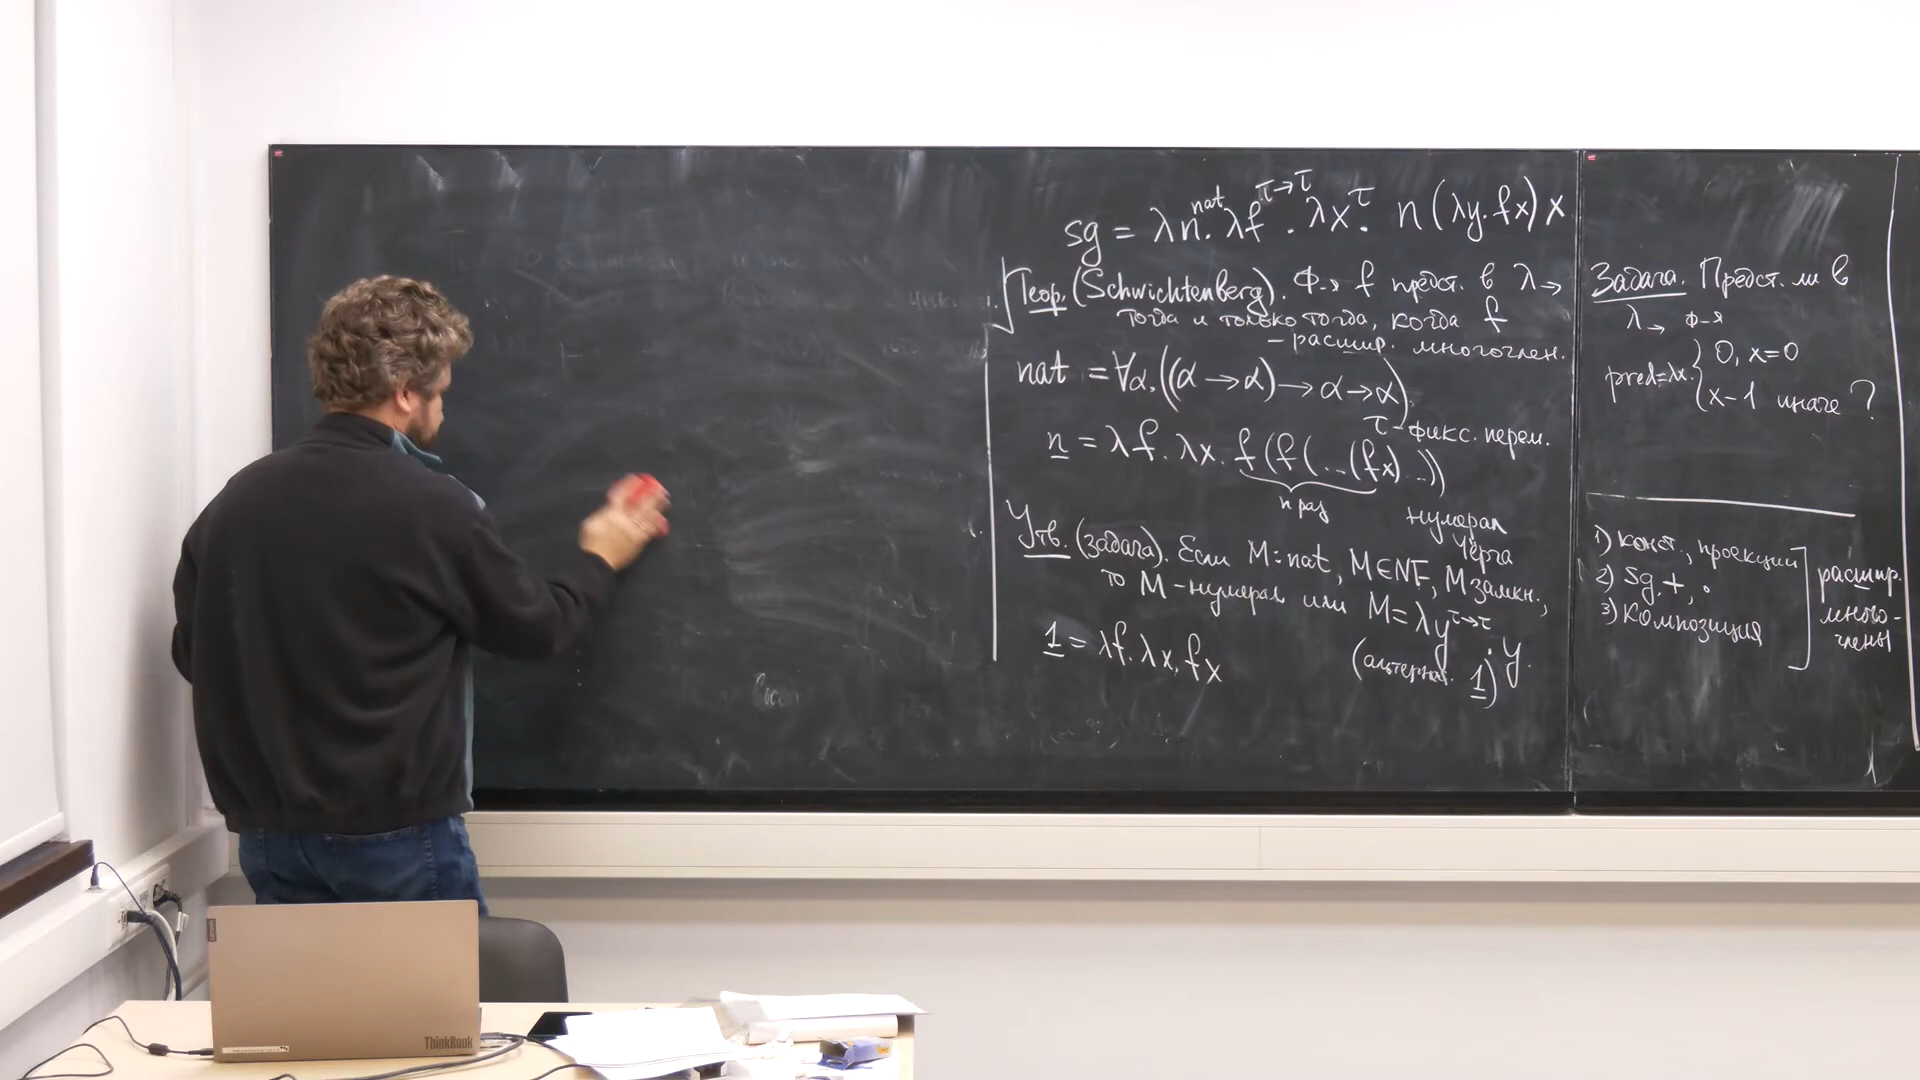 sg = λn^nat. λf^τ→τ. λx^τ. n(λy.fx)x
Теор. (Schwichtenberg). Ф-я f предст. в λ→
тогда и только тогда, когда f
– расшир. многочлен.
nat = ∀α.((α→α)→α→α)
τ-фикс. перем.
n = λf. λx. f(f(...(fx)...))
n раз
нумерал
Чёрча
Утв. (задача). Если M:nat, M∈NF, M замкн.,
то M-нумерал или M = λy^τ→τ. y.
1 = λf.λx.fx
(альтернат. 1)
Задача. Предст. ли в
λ→ ф-я
pred=λx. { 0, x=0
x-1 иначе ?
1) конст., проекции
2) Sg, +, ·
3) Композиция
расшир.
много-
члены
ThinkBook